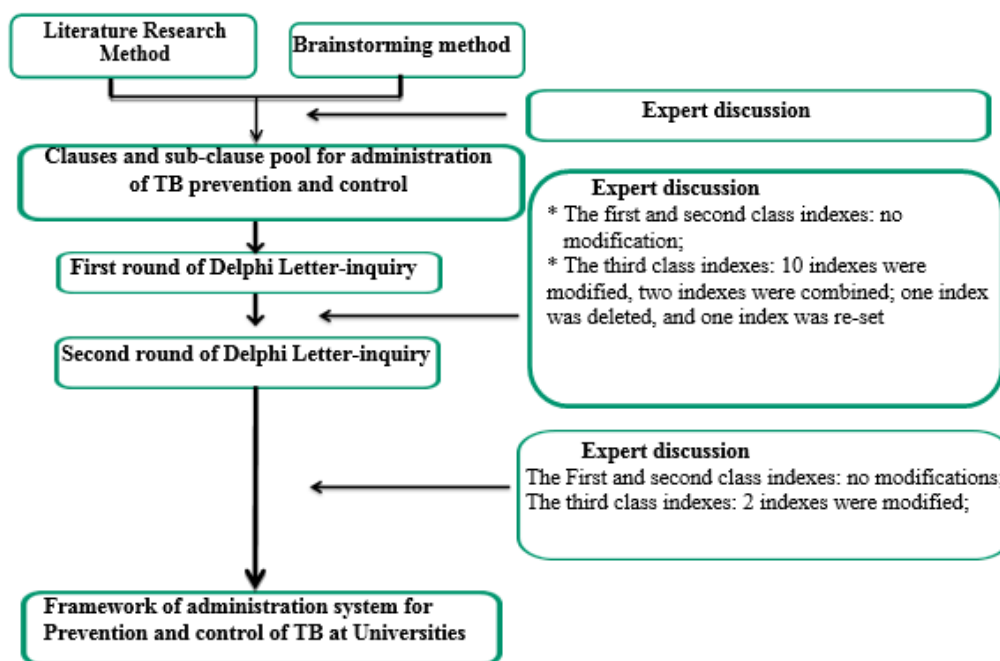 Literature Research
Method
Brainstorming method
Expert discussion
Clauses and sub-clause pool for administration
of TB prevention and control
Expert discussion
* The first and second class indexes: no
modification;
* The third class indexes: 10 indexes were
modified, two indexes were combined; one index
was deleted, and one index was re-set
First round of Delphi Letter-inquiry
Second round of Delphi Letter-inquiry
Expert discussion
The First and second class indexes: no modifications;
The third class indexes: 2 indexes were modified;
Framework of administration system for
Prevention and control of TB at Universities